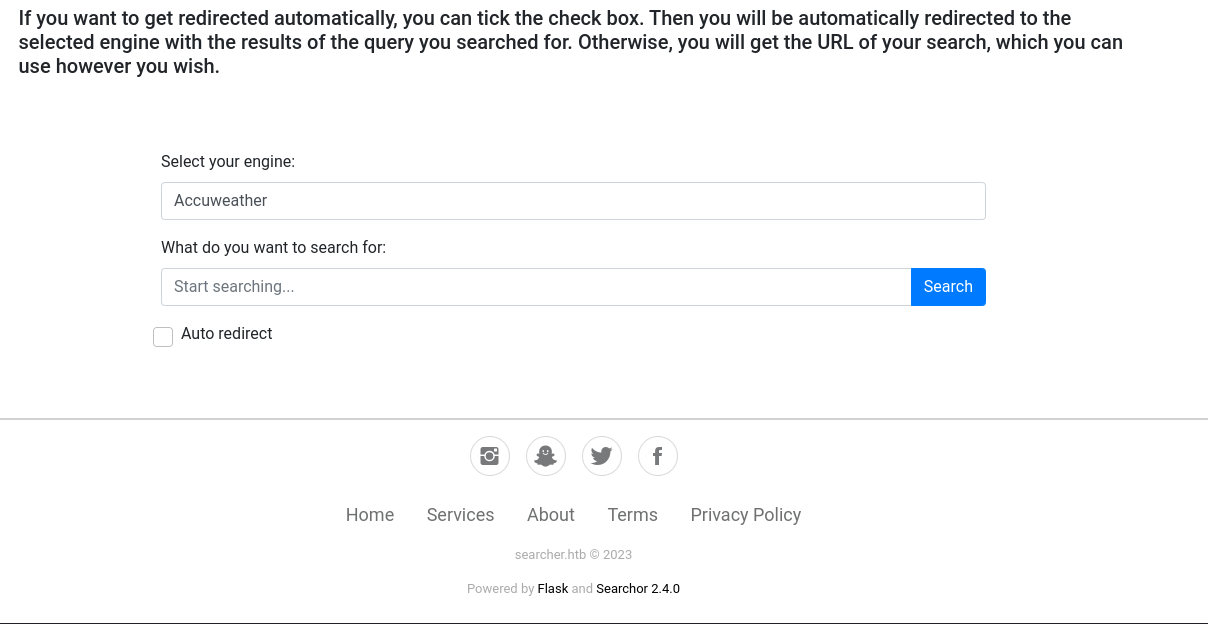 If you want to get redirected automatically, you can tick the check box. Then you will be automatically redirected to the
selected engine with the results of the query you searched for. Otherwise, you will get the URL of your search, which you can
use however you wish.
Select your engine:
Accuweather
What do you want to search for:
Start searching...
Search
Auto redirect
Home Services About Terms Privacy Policy
searcher.htb © 2023
Powered by Flask and Searchor 2.4.0